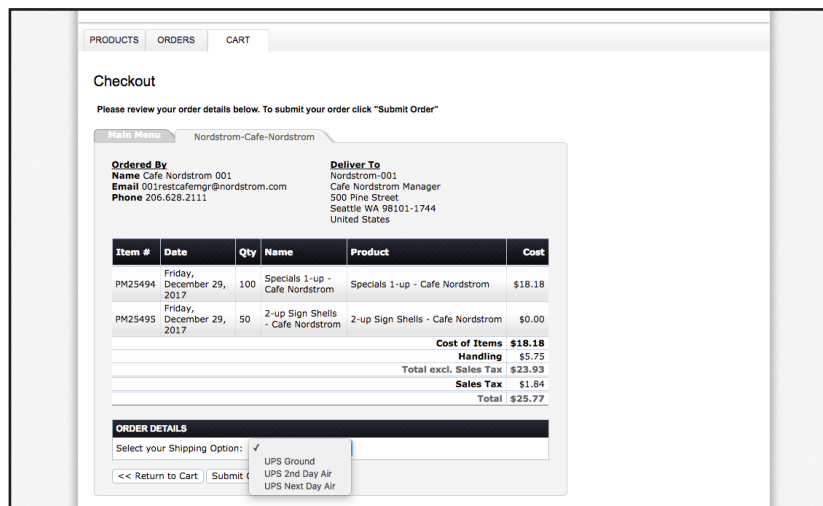 PRODUCTS ORDERS CART
Checkout
Please review your order details below. To submit your order click "Submit Order"
Main Menu Nordstrom-Cafe-Nordstrom
Ordered By Deliver To
Name Cafe Nordstrom 001 Nordstrom-001
Email 001restcafemgr@nordstrom.com Cafe Nordstrom Manager
Phone 206.628.2111 500 Pine Street
Seattle WA 98101-1744
United States
Item # Date Qty Name Product Cost
PM25494 Friday, December 29, 2017 100 Specials 1-up - Cafe Nordstrom Specials 1-up - Cafe Nordstrom $18.18
PM25495 Friday, December 29, 2017 50 2-up Sign Shells - Cafe Nordstrom 2-up Sign Shells - Cafe Nordstrom $0.00
Cost of Items $18.18
Handling $5.75
Total excl. Sales Tax $23.93
Sales Tax $1.84
Total $25.77
ORDER DETAILS
Select your Shipping Option: ✓
UPS Ground
UPS 2nd Day Air
UPS Next Day Air
<< Return to Cart Submit